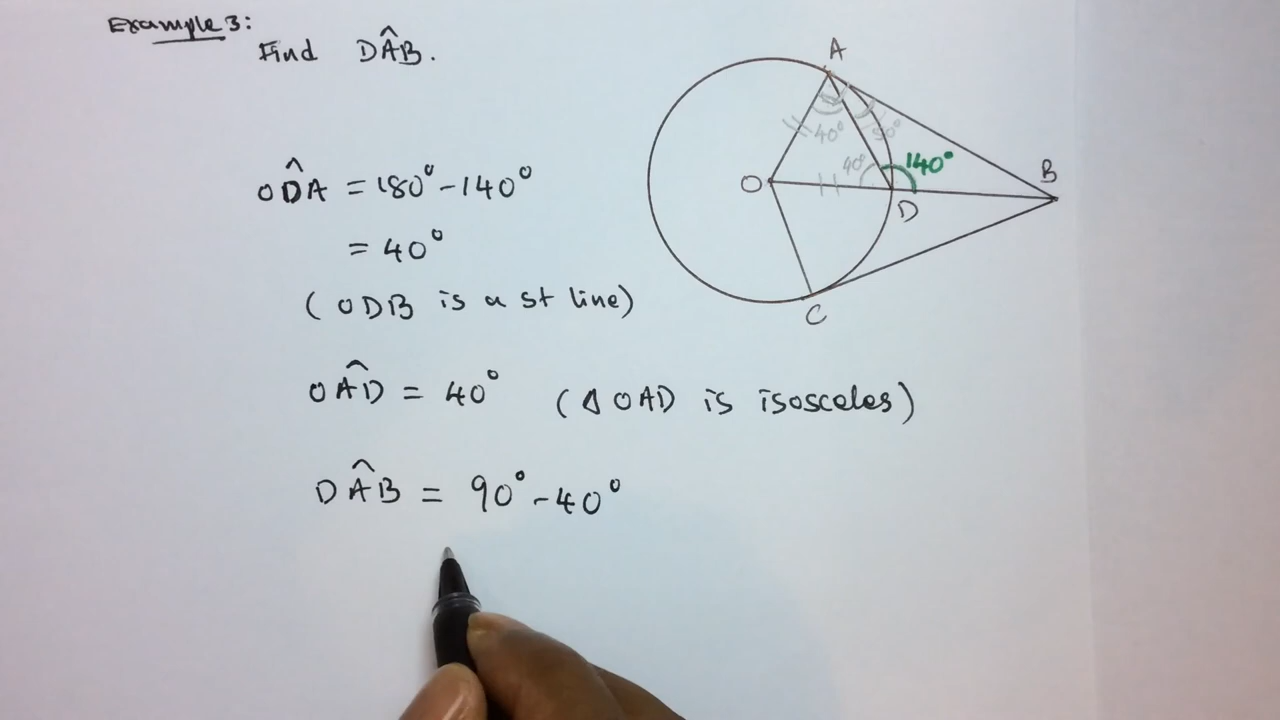 Example 3:
Find DÂB.
OD̂A = 180° - 140°
= 40°
(ODB is a st line)
OÂD = 40° (Δ OAD is isosceles)
DÂB = 90° - 40°
A
40°
50°
40°
140°
O
D
B
C